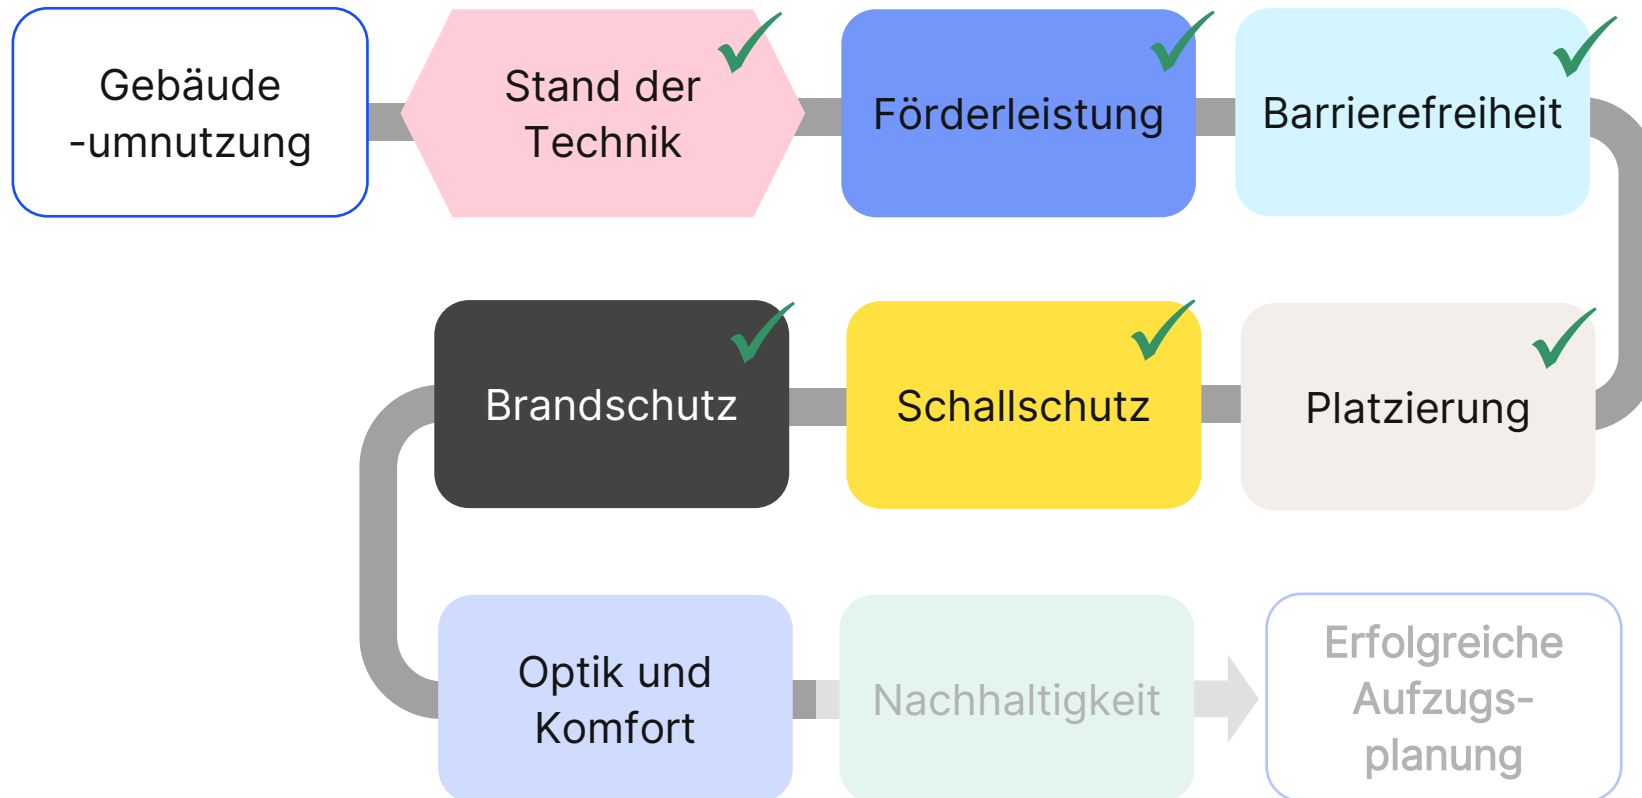 Gebäude
-umnutzung
Stand der
Technik
Förderleistung
Barrierefreiheit
Brandschutz
Schallschutz
Platzierung
Optik und
Komfort
Nachhaltigkeit
Erfolgreiche
Aufzugs-
planung